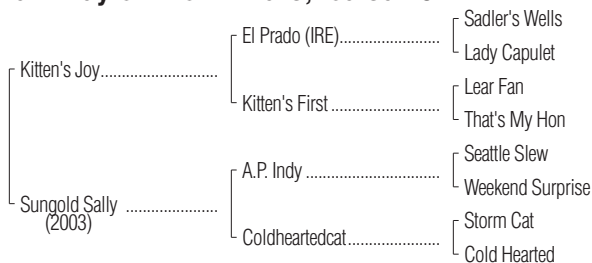 Sadler's Wells
El Prado (IRE)....................
Lady Capulet
Kitten's Joy.......................
Lear Fan
Kitten's First ......................
That's My Hon
Seattle Slew
A.P. Indy ..........................
Weekend Surprise
Sungold Sally ..................
(2003)
Storm Cat
Coldheartedcat..................
Cold Hearted